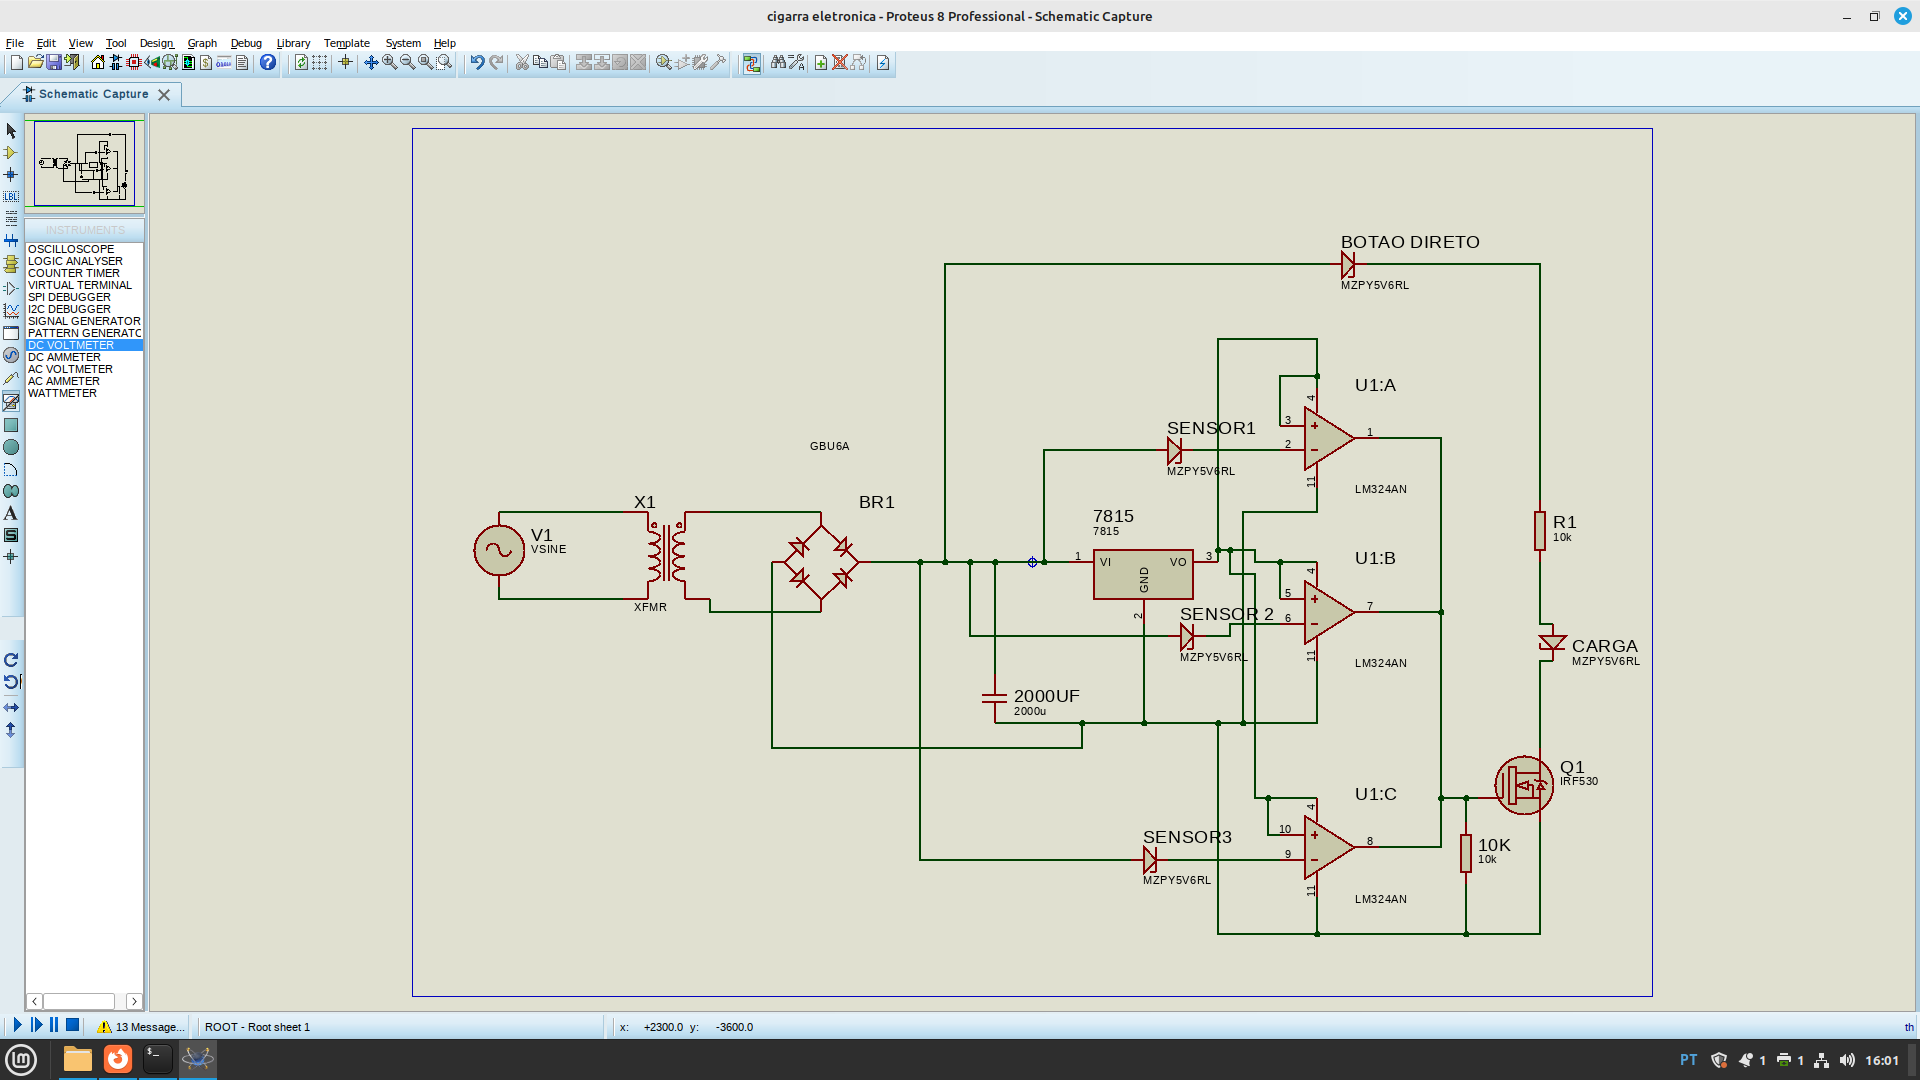 cigarra eletronica - Proteus 8 Professional - Schematic Capture
File Edit View Tool Design Graph Debug Library Template System Help
Schematic Capture
INSTRUMENTS
OSCILLOSCOPE
LOGIC ANALYSER
COUNTER TIMER
VIRTUAL TERMINAL
SPI DEBUGGER
I2C DEBUGGER
SIGNAL GENERATOR
PATTERN GENERATC
DC VOLTMETER
DC AMMETER
AC VOLTMETER
AC AMMETER
WATTMETER
LBL
A
S
BOTAO DIRETO
MZPY5V6RL
U1:A
4
3
2
1
11
LM324AN
SENSOR1
MZPY5V6RL
GBU6A
X1
BR1
V1
VSINE
XFMR
7815
7815
1
VI
VO
3
GND
2
R1
10k
U1:B
4
5
6
7
11
LM324AN
SENSOR 2
MZPY5V6RL
CARGA
MZPY5V6RL
2000UF
2000u
Q1
IRF530
U1:C
4
10
9
8
11
LM324AN
SENSOR3
MZPY5V6RL
10K
10k
13 Message...
ROOT - Root sheet 1
x: +2300.0 y: -3600.0
th
PT
1
1
16:01